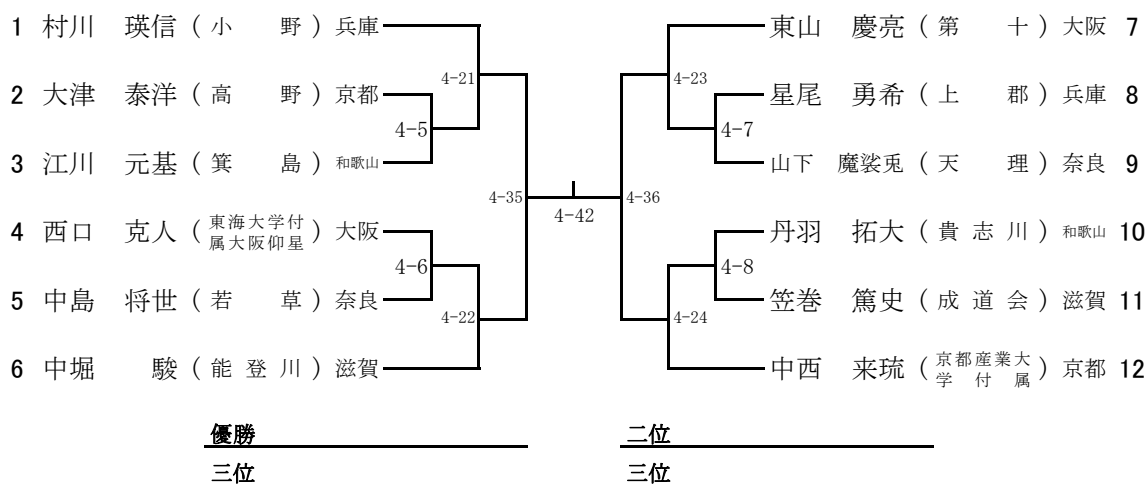 1 村川 瑛信 (小 野) 兵庫
4-21
2 大津 泰洋 (高 野) 京都
4-5
3 江川 元基 (箕 島) 和歌山
4-35
4 西口 克人 (東海大学付属大阪仰星) 大阪
4-6
5 中島 将世 (若 草) 奈良
4-22
6 中堀 駿 (能登川) 滋賀
4-42
東山 慶亮 (第 十) 大阪 7
4-23
星尾 勇希 (上 郡) 兵庫 8
4-7
山下 魔裟兎 (天 理) 奈良 9
4-36
丹羽 拓大 (貴志川) 和歌山 10
4-8
笠巻 篤史 (成道会) 滋賀 11
4-24
中西 来琉 (京都産業大学付属) 京都 12
優勝
二位
三位
三位